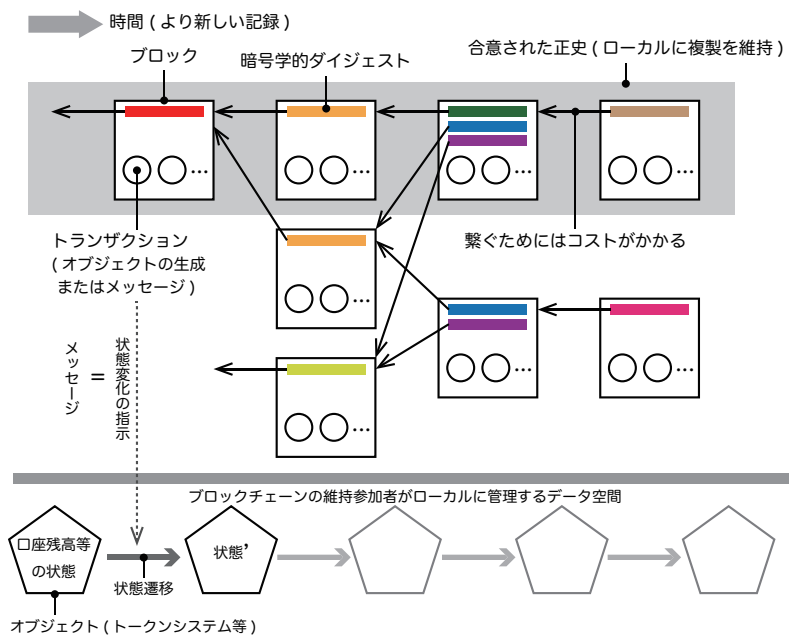 時間 ( より新しい記録 )
ブロック
暗号学的ダイジェスト
合意された正史 ( ローカルに複製を維持 )
...
...
...
...
トランザクション
( オブジェクトの生成
またはメッセージ )
繋ぐためにはコストがかかる
...
...
...
...
メッセージ
=
状態変化の指示
ブロックチェーンの維持参加者がローカルに管理するデータ空間
口座残高等
の状態
状態’
状態遷移
オブジェクト ( トークンシステム等 )